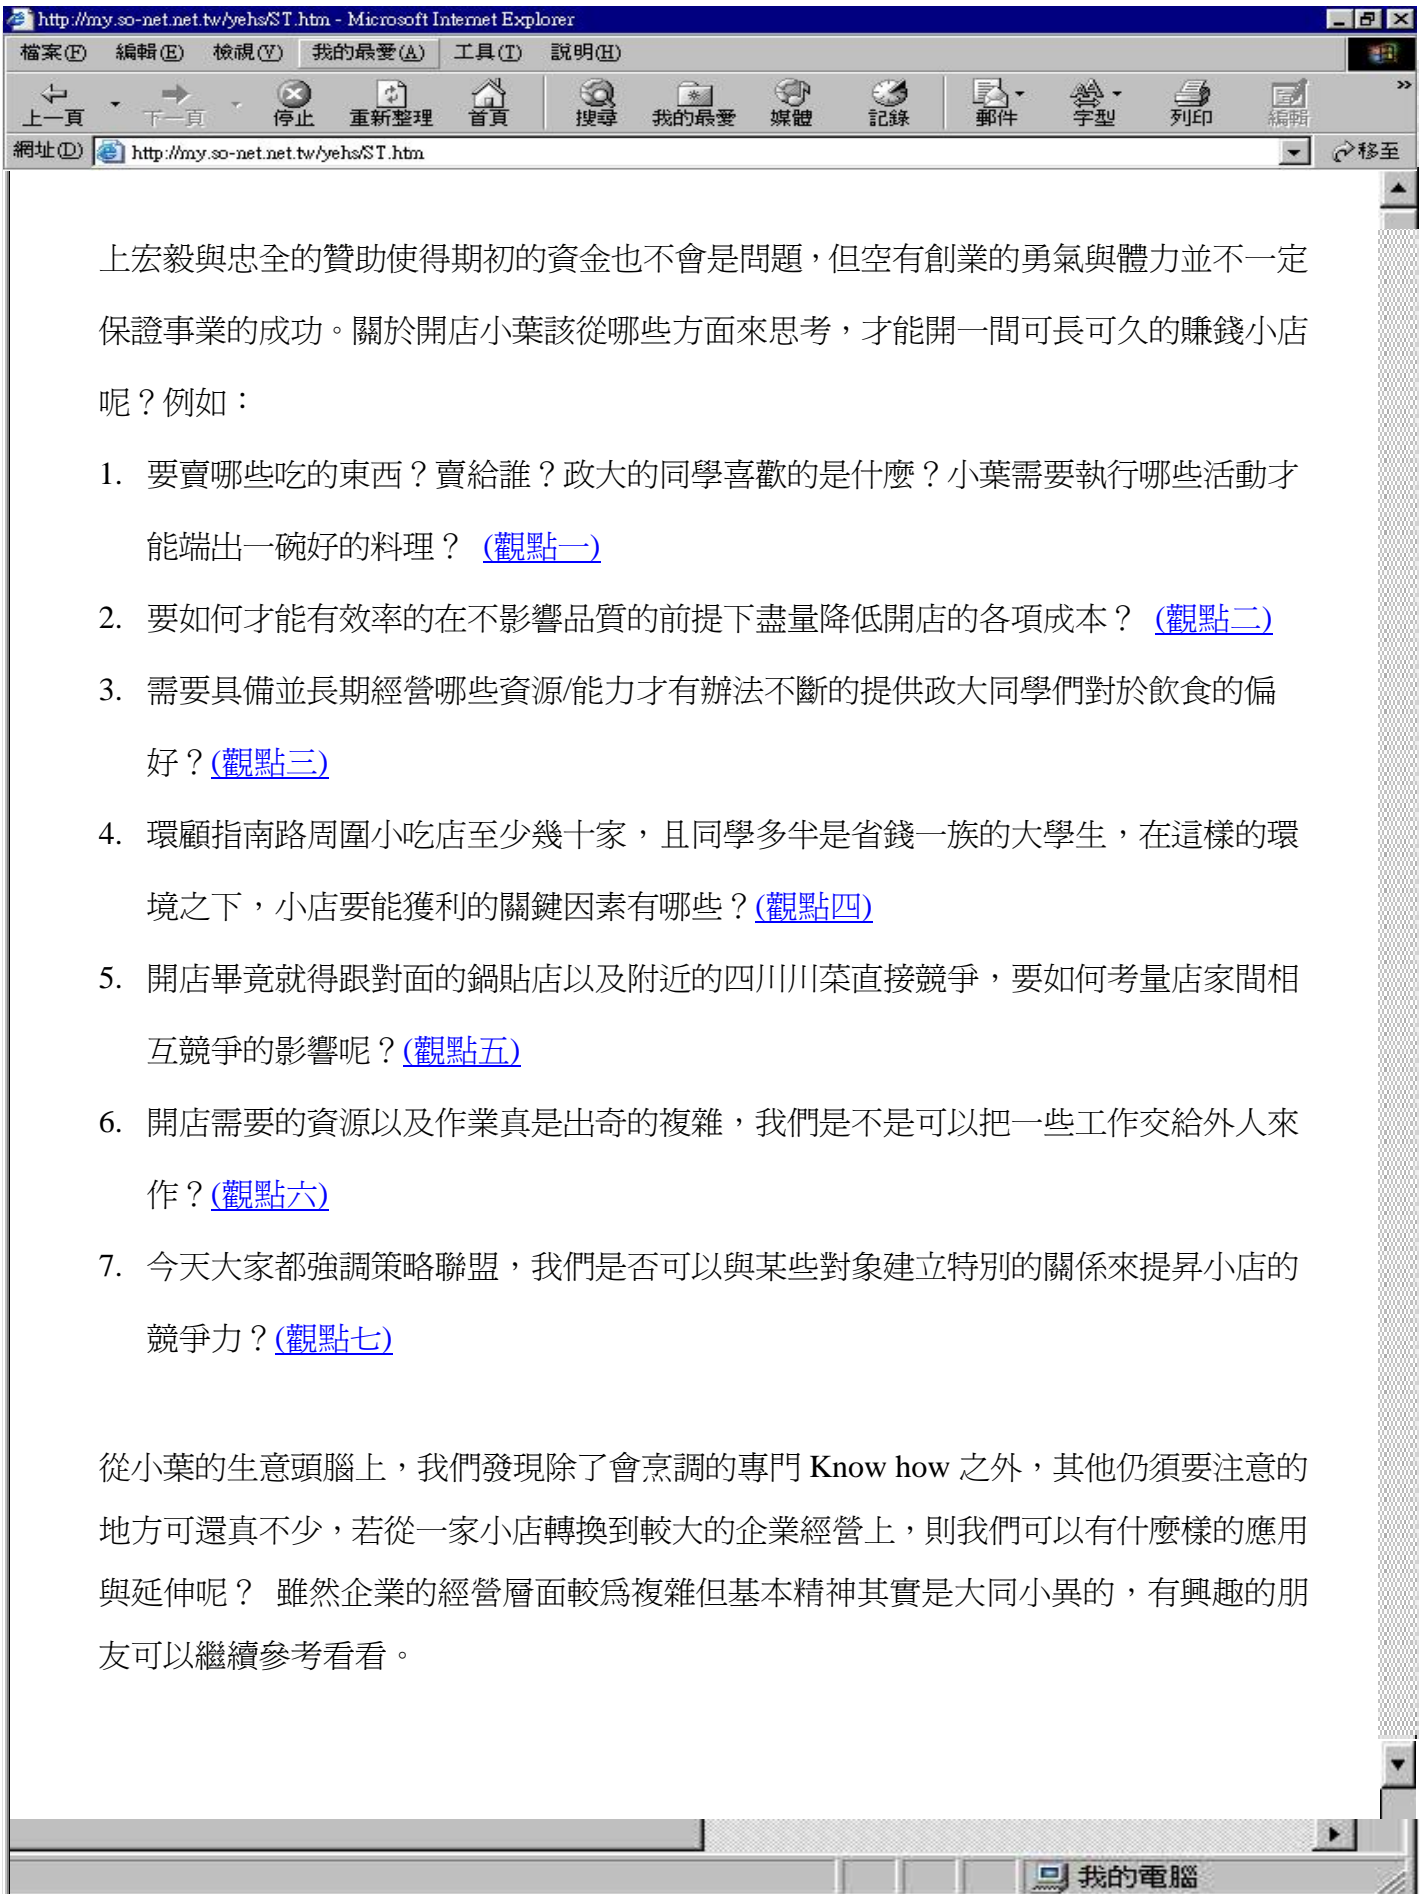 http://my.so-net.net.tw/yehs/ST.htm - Microsoft Internet Explorer
檔案(F) 編輯(E) 檢視(V) 我的最愛(A) 工具(T) 說明(H)
上一頁 下一頁 停止 重新整理 首頁 搜尋 我的最愛 媒體 記錄 郵件 字型 列印 編輯 »
網址(D) http://my.so-net.net.tw/yehs/ST.htm 移至
上宏毅與忠全的贊助使得期初的資金也不會是問題，但空有創業的勇氣與體力並不一定
保證事業的成功。關於開店小葉該從哪些方面來思考，才能開一間可長可久的賺錢小店
呢？例如：
1. 要賣哪些吃的東西？賣給誰？政大的同學喜歡的是什麼？小葉需要執行哪些活動才
能端出一碗好的料理？ (觀點一)
2. 要如何才能有效率的在不影響品質的前提下盡量降低開店的各項成本？ (觀點二)
3. 需要具備並長期經營哪些資源/能力才有辦法不斷的提供政大同學們對於飲食的偏
好？(觀點三)
4. 環顧指南路周圍小吃店至少幾十家，且同學多半是省錢一族的大學生，在這樣的環
境之下，小店要能獲利的關鍵因素有哪些？(觀點四)
5. 開店畢竟就得跟對面的鍋貼店以及附近的四川川菜直接競爭，要如何考量店家間相
互競爭的影響呢？(觀點五)
6. 開店需要的資源以及作業真是出奇的複雜，我們是不是可以把一些工作交給外人來
作？(觀點六)
7. 今天大家都強調策略聯盟，我們是否可以與某些對象建立特別的關係來提昇小店的
競爭力？(觀點七)
從小葉的生意頭腦上，我們發現除了會烹調的專門 Know how 之外，其他仍須要注意的
地方可還真不少，若從一家小店轉換到較大的企業經營上，則我們可以有什麼樣的應用
與延伸呢？ 雖然企業的經營層面較為複雜但基本精神其實是大同小異的，有興趣的朋
友可以繼續參考看看。
我的電腦